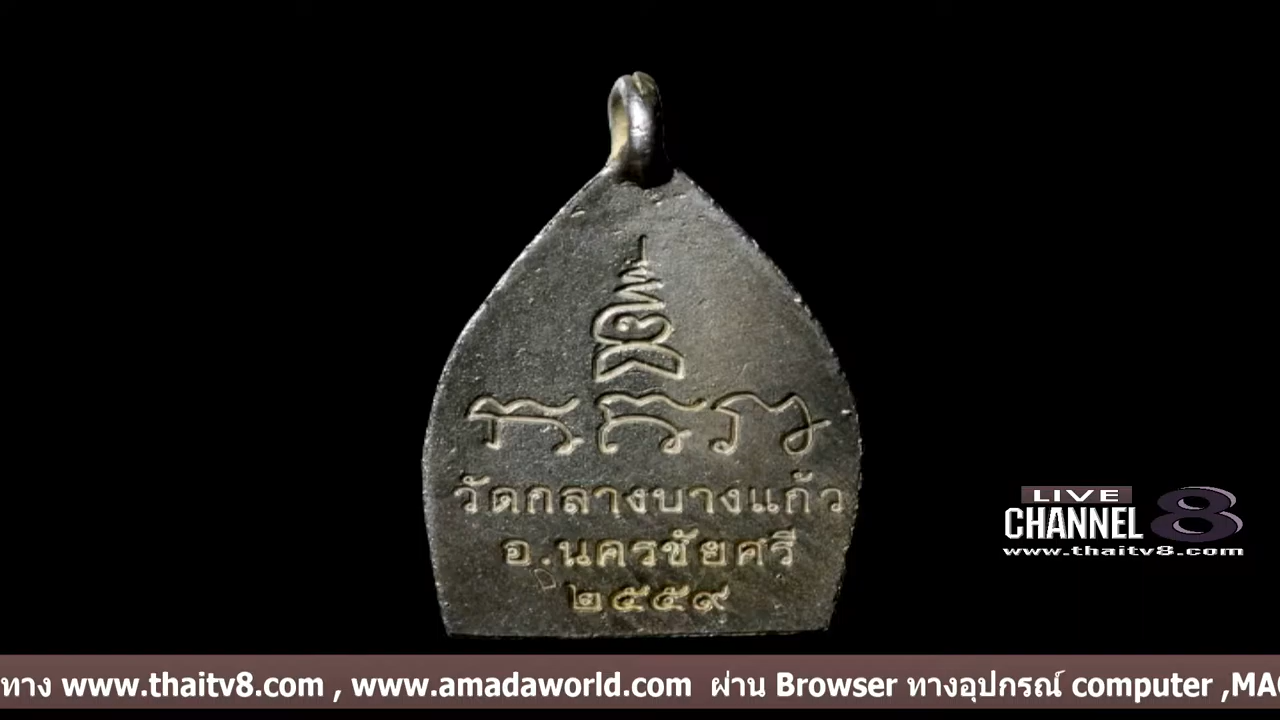 วัดกลางบางแก้ว
อ.นครชัยศรี
๒๕๕๙
LIVE
CHANNEL 8
www.thaitv8.com
ทาง www.thaitv8.com , www.amadaworld.com ผ่าน Browser ทางอุปกรณ์ computer ,MAC